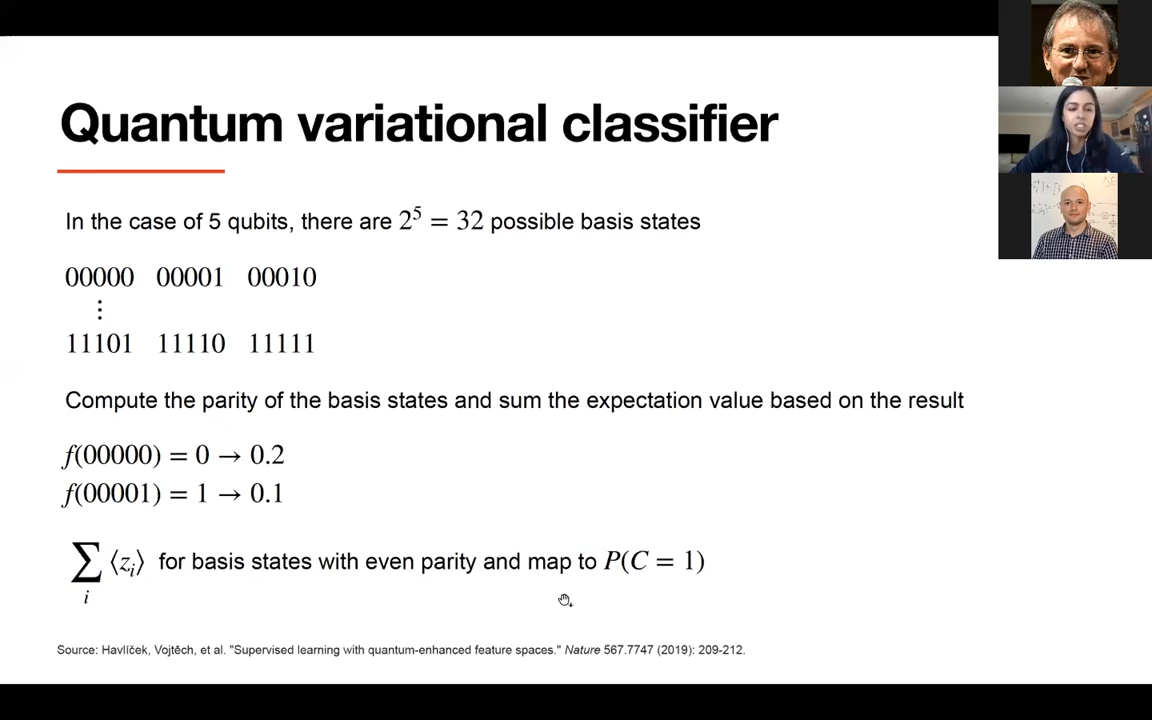 Quantum variational classifier
In the case of 5 qubits, there are 2⁵ = 32 possible basis states
00000 00001 00010
⋮
11101 11110 11111
Compute the parity of the basis states and sum the expectation value based on the result
f(00000) = 0 → 0.2
f(00001) = 1 → 0.1
∑ᵢ ⟨zᵢ⟩ for basis states with even parity and map to P(C = 1)
Source: Havlíček, Vojtěch, et al. "Supervised learning with quantum-enhanced feature spaces." Nature 567.7747 (2019): 209-212.